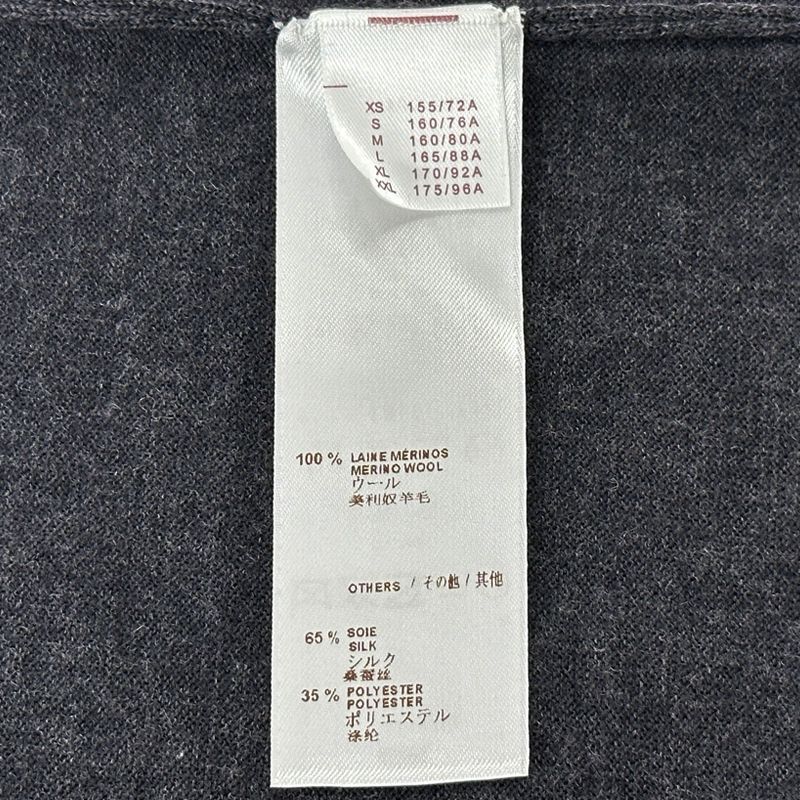 XS 155/72A
S 160/76A
M 160/80A
L 165/88A
XL 170/92A
XXL 175/96A
100 % LAINE MÉRINOS
MERINO WOOL
ウール
美利奴羊毛
OTHERS / その他 / 其他
65 % SOIE
SILK
シルク
桑蚕丝
35 % POLYESTER
POLYESTER
ポリエステル
涤纶